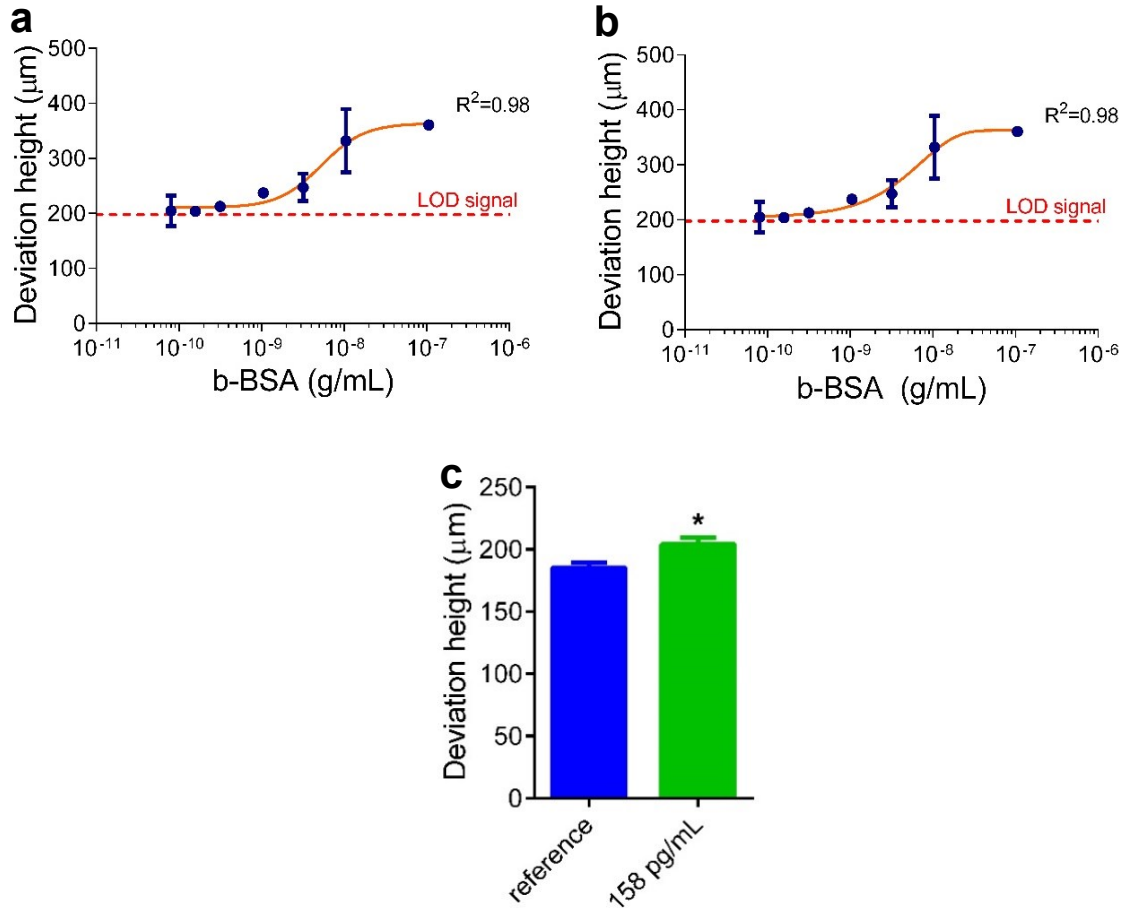 a
Deviation height (μm)
500
400
300
200
100
0
R²=0.98
LOD signal
10⁻¹¹ 10⁻¹⁰ 10⁻⁹ 10⁻⁸ 10⁻⁷ 10⁻⁶
b-BSA (g/mL)
b
Deviation height (μm)
500
400
300
200
100
0
R²=0.98
LOD signal
10⁻¹¹ 10⁻¹⁰ 10⁻⁹ 10⁻⁸ 10⁻⁷ 10⁻⁶
b-BSA (g/mL)
c
Deviation height (μm)
250
200
150
100
50
0
*
reference
158 pg/mL